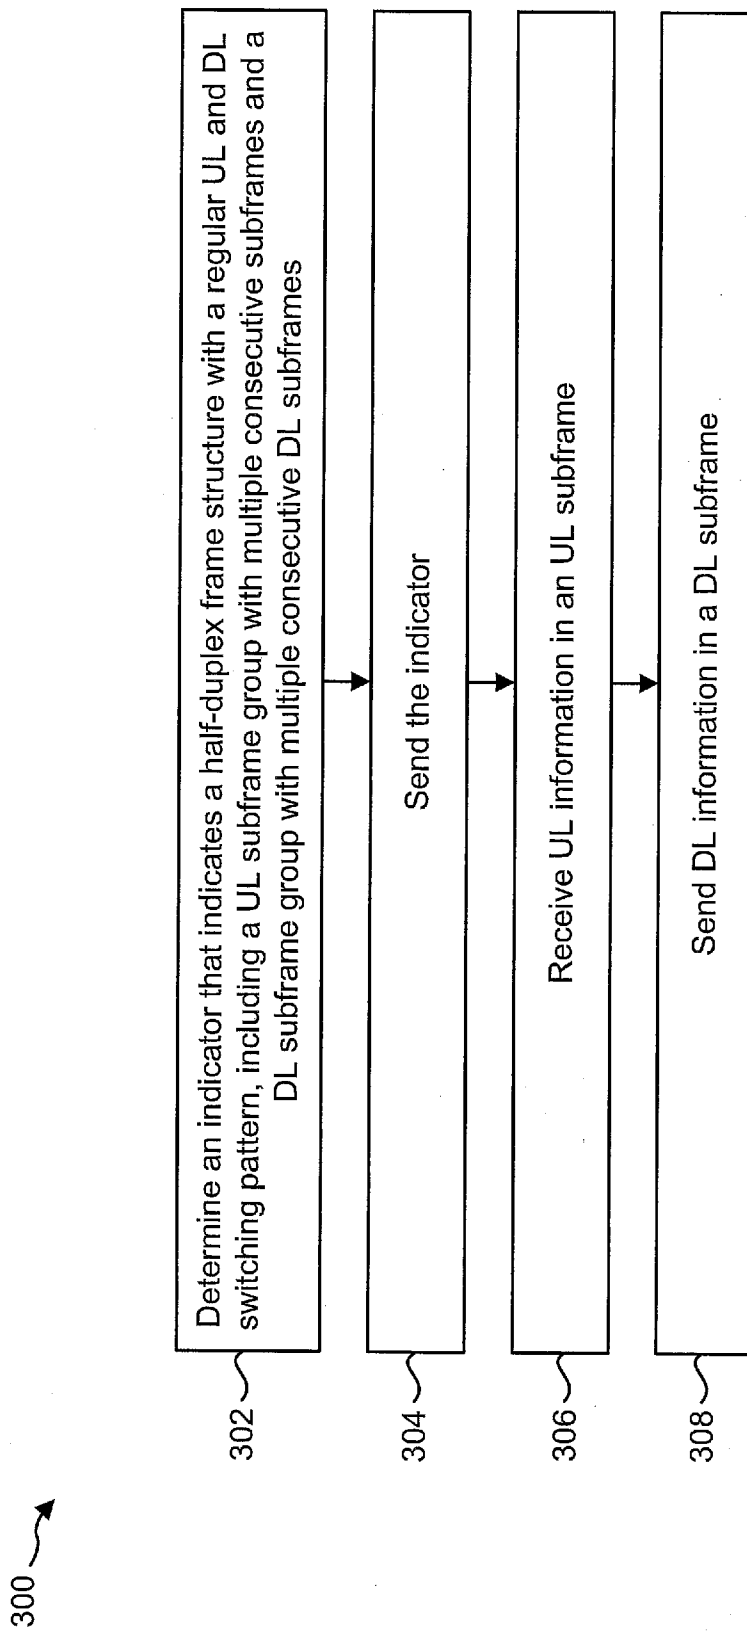 300
302
Determine an indicator that indicates a half-duplex frame structure with a regular UL and DL
switching pattern, including a UL subframe group with multiple consecutive subframes and a
DL subframe group with multiple consecutive DL subframes
304
Send the indicator
306
Receive UL information in an UL subframe
308
Send DL information in a DL subframe